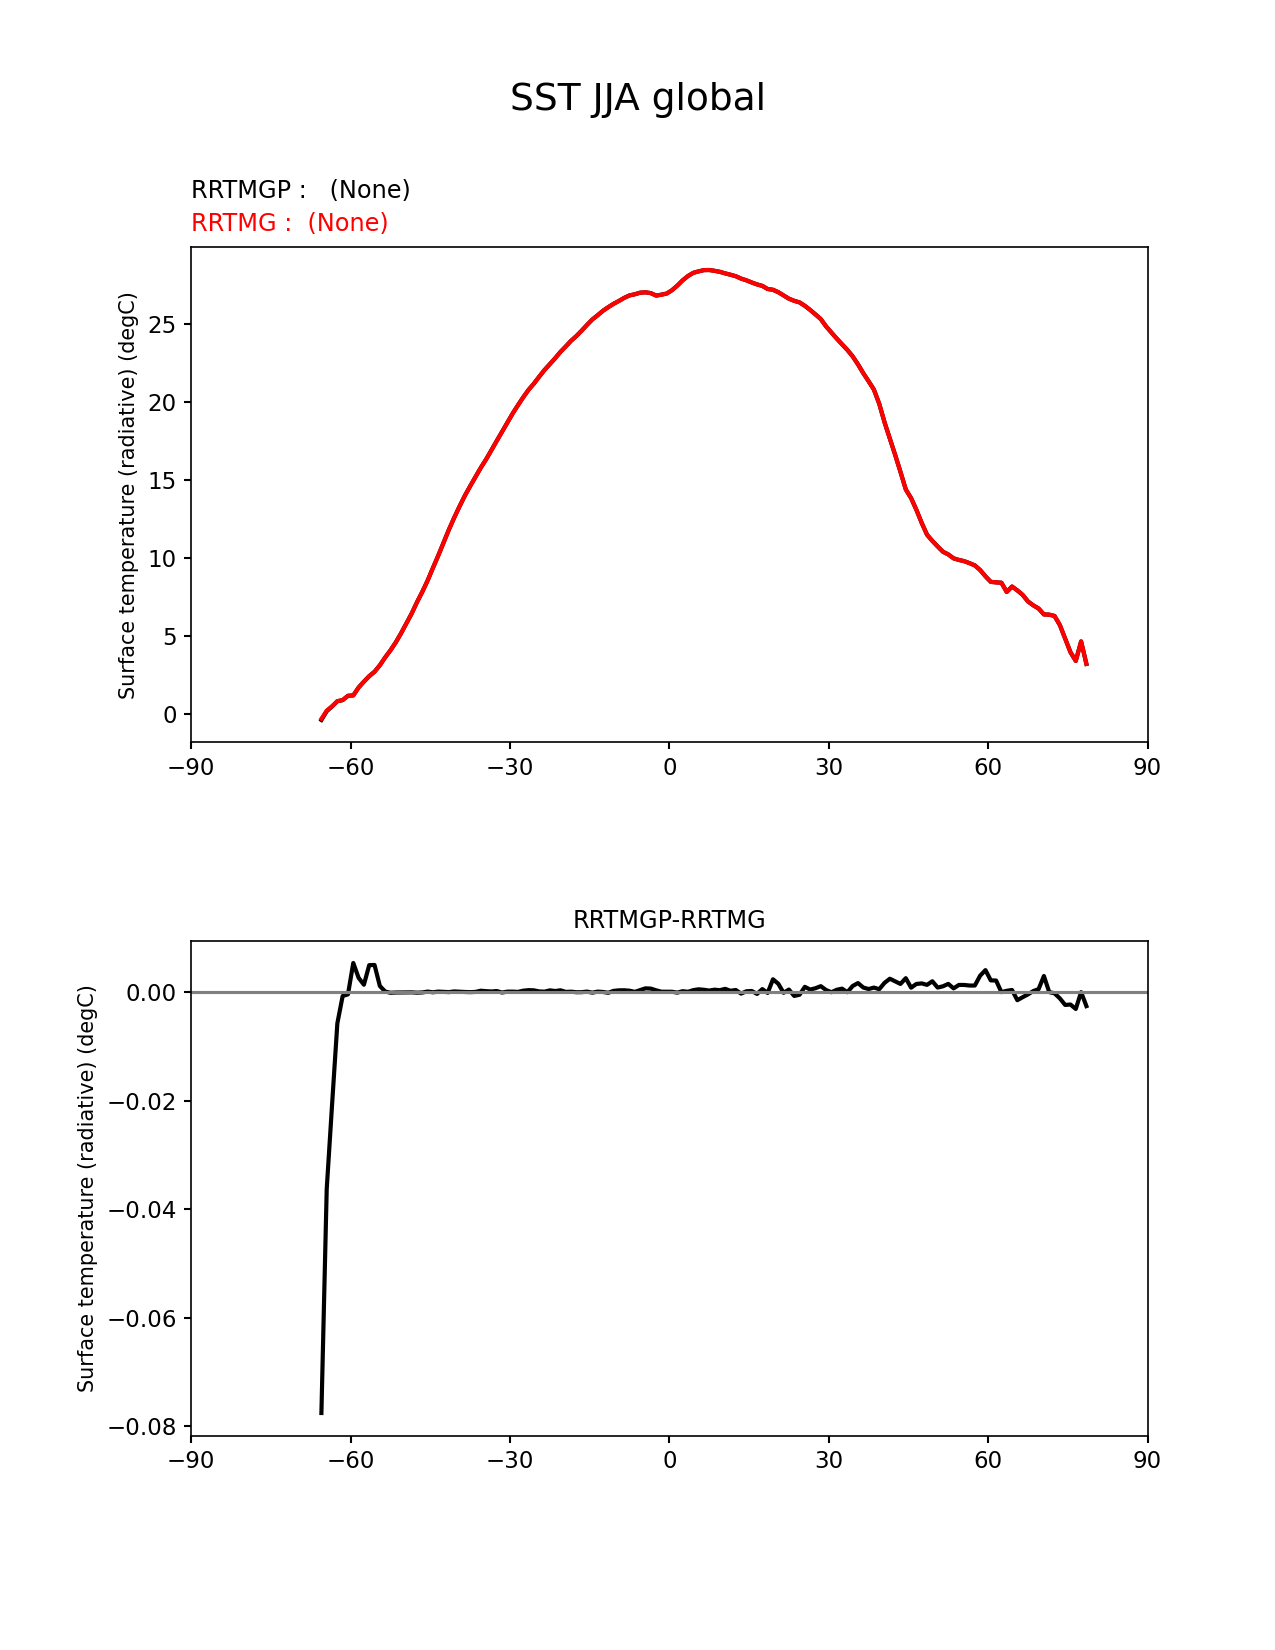 SST JJA global
RRTMGP :   (None)
RRTMG :  (None)
Surface temperature (radiative) (degC)
25
20
15
10
5
0
−90 −60 −30 0 30 60 90
RRTMGP-RRTMG
Surface temperature (radiative) (degC)
0.00
−0.02
−0.04
−0.06
−0.08
−90 −60 −30 0 30 60 90